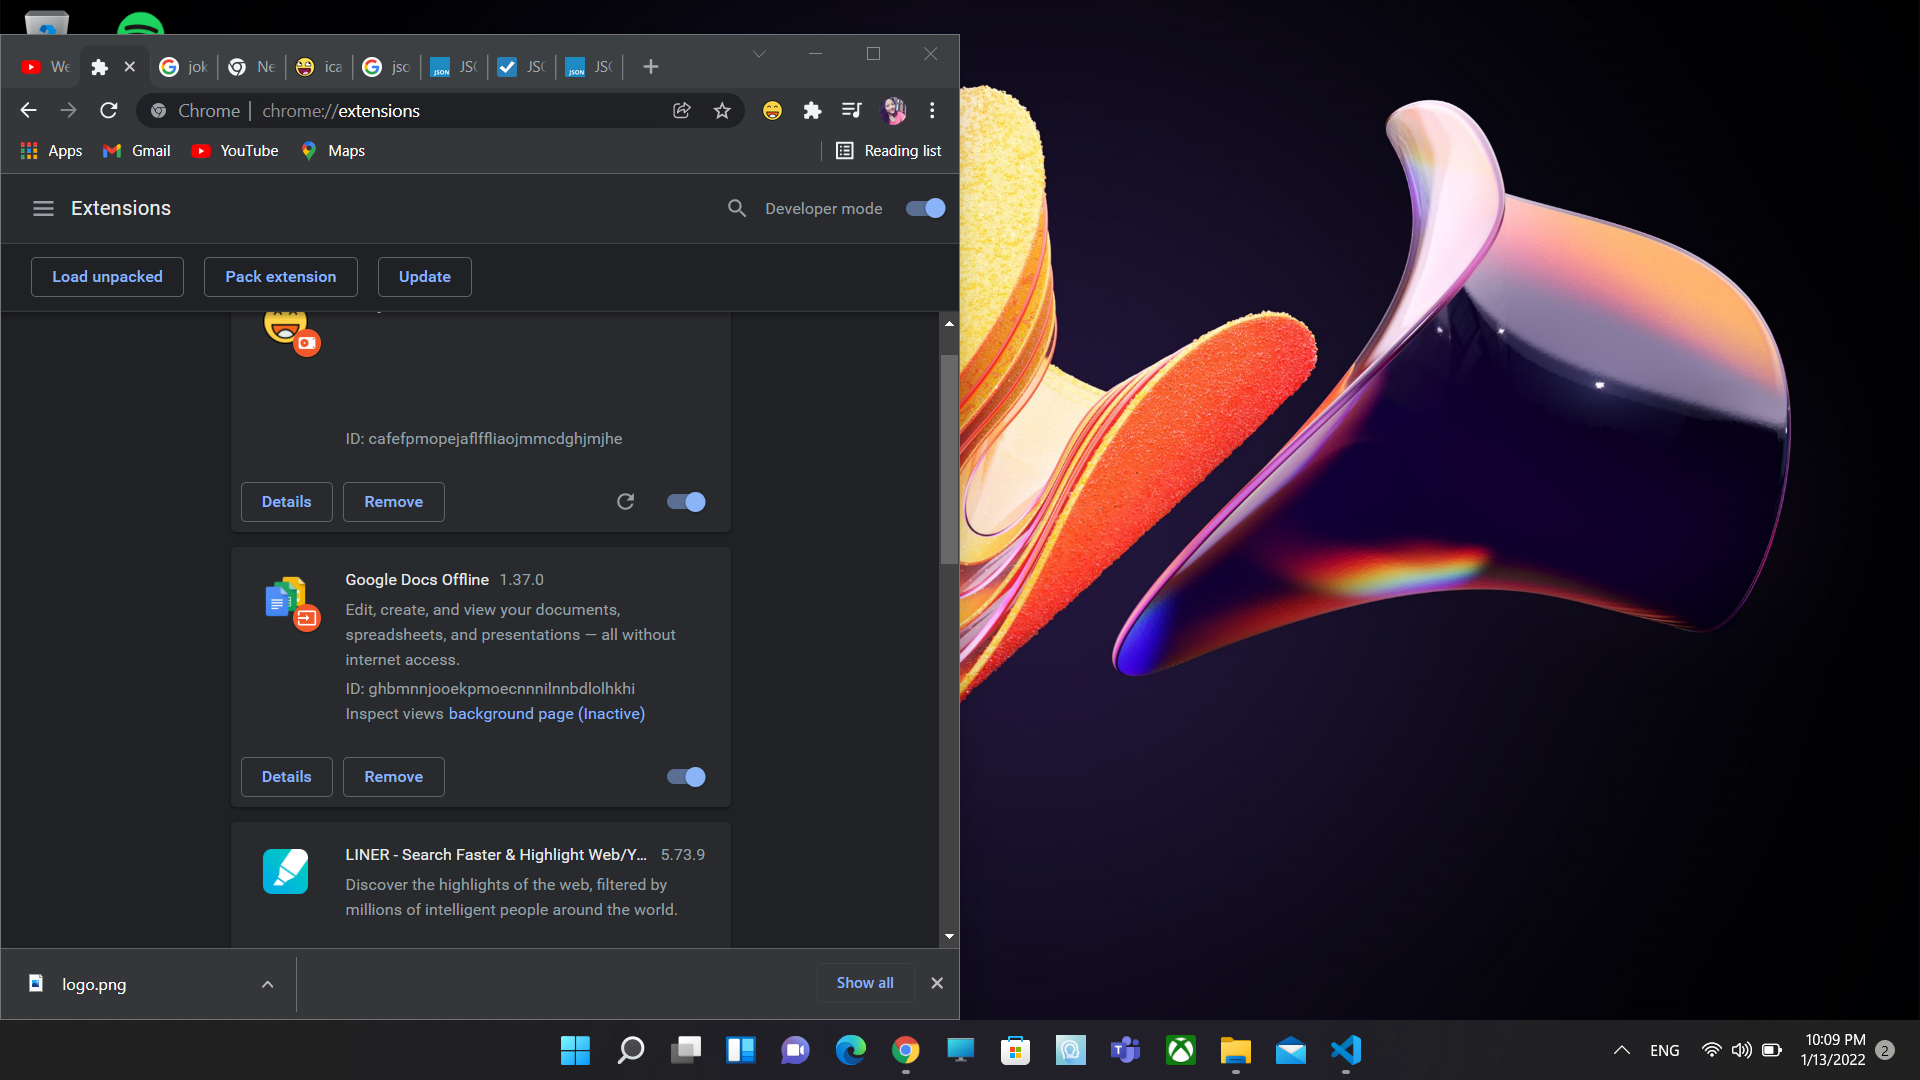 We
jok
Ne
ica
jso
JSO
JSO
JSO
Chrome | chrome://extensions
Apps
Gmail
YouTube
Maps
Reading list
Extensions
Developer mode
Load unpacked
Pack extension
Update
ID: cafefpmopejaflffliaojmmcdghjmjhe
Details
Remove
Google Docs Offline 1.37.0
Edit, create, and view your documents,
spreadsheets, and presentations — all without
internet access.
ID: ghbmnnjooekpmoecnnnilnnbdlolhkhi
Inspect views background page (Inactive)
Details
Remove
LINER - Search Faster & Highlight Web/Y... 5.73.9
Discover the highlights of the web, filtered by
millions of intelligent people around the world.
logo.png
Show all
ENG
10:09 PM
1/13/2022
2